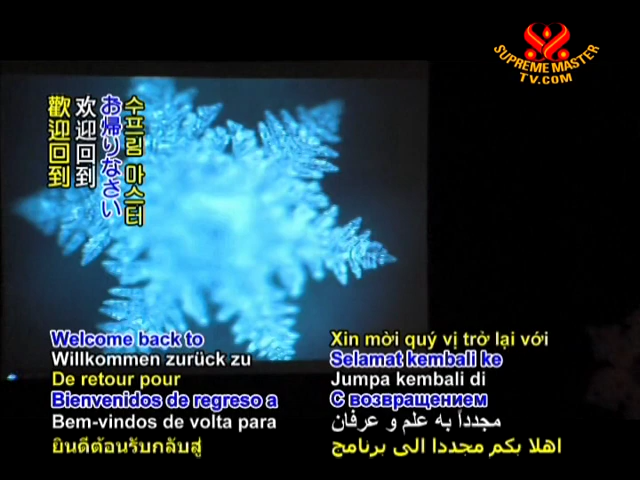 SUPREME MASTER
TV.COM
歡迎回到
欢迎回到
お帰りなさい
수프림 마스터
Welcome back to
Willkommen zurück zu
De retour pour
Bienvenidos de regreso a
Bem-vindos de volta para
ยินดีต้อนรับกลับสู่
Xin mời quý vị trở lại với
Selamat kembali ke
Jumpa kembali di
С возвращением
مجدداً به علم و عرفان
اهلا بكم مجددا الى برنامج